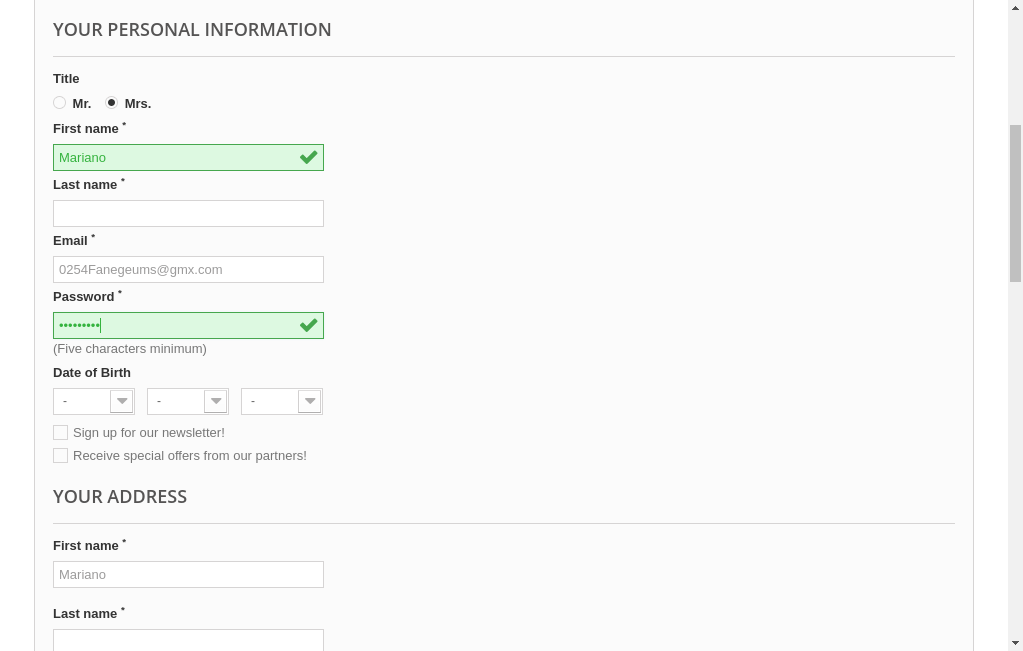 YOUR PERSONAL INFORMATION
Title
Mr. Mrs.
First name *
Mariano
Last name *
Email *
0254Fanegeums@gmx.com
Password *
•••••••••
(Five characters minimum)
Date of Birth
- - -
Sign up for our newsletter!
Receive special offers from our partners!
YOUR ADDRESS
First name *
Mariano
Last name *